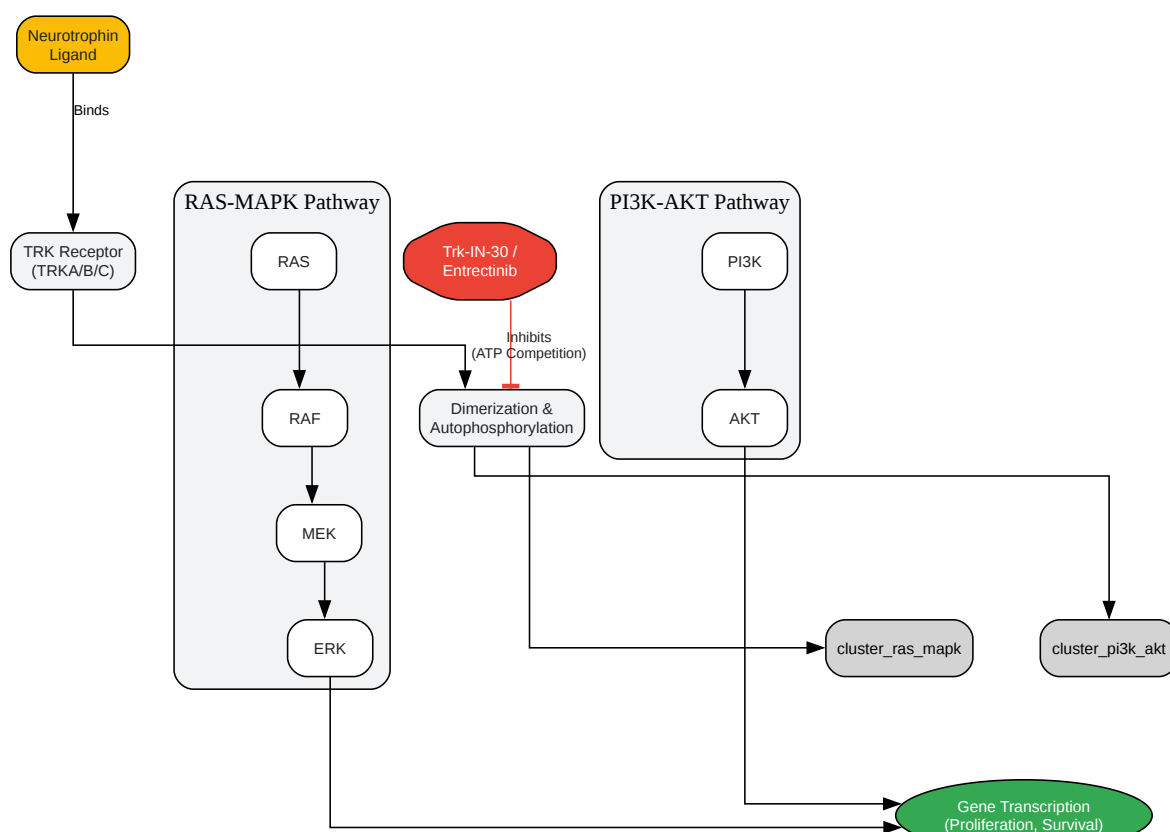 Neurotrophin
Ligand
Binds
RAS-MAPK Pathway
PI3K-AKT Pathway
TRK Receptor
(TRKA/B/C)
RAS
Trk-IN-30 /
Entrectinib
PI3K
Inhibits
(ATP Competition)
RAF
Dimerization &
Autophosphorylation
AKT
MEK
ERK
cluster_ras_mapk
cluster_pi3k_akt
Gene Transcription
(Proliferation, Survival)